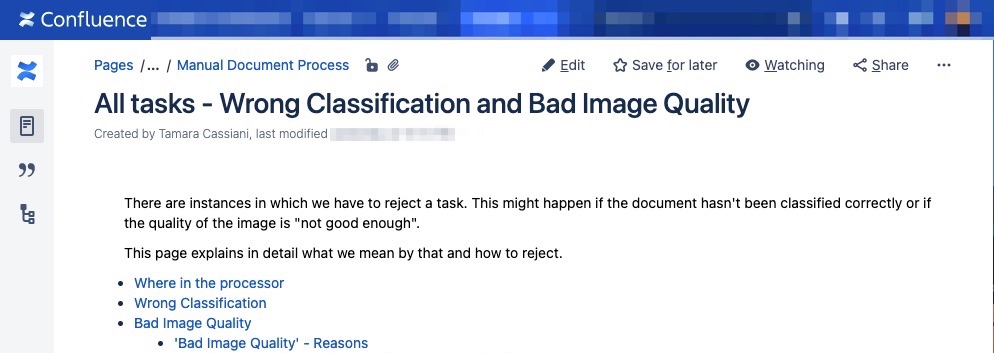 Confluence
Pages / ... / Manual Document Process
Edit Save for later Watching Share ...
All tasks - Wrong Classification and Bad Image Quality
Created by Tamara Cassiani, last modified
There are instances in which we have to reject a task. This might happen if the document hasn't been classified correctly or if
the quality of the image is "not good enough".
This page explains in detail what we mean by that and how to reject.
• Where in the processor
• Wrong Classification
• Bad Image Quality
• 'Bad Image Quality' - Reasons